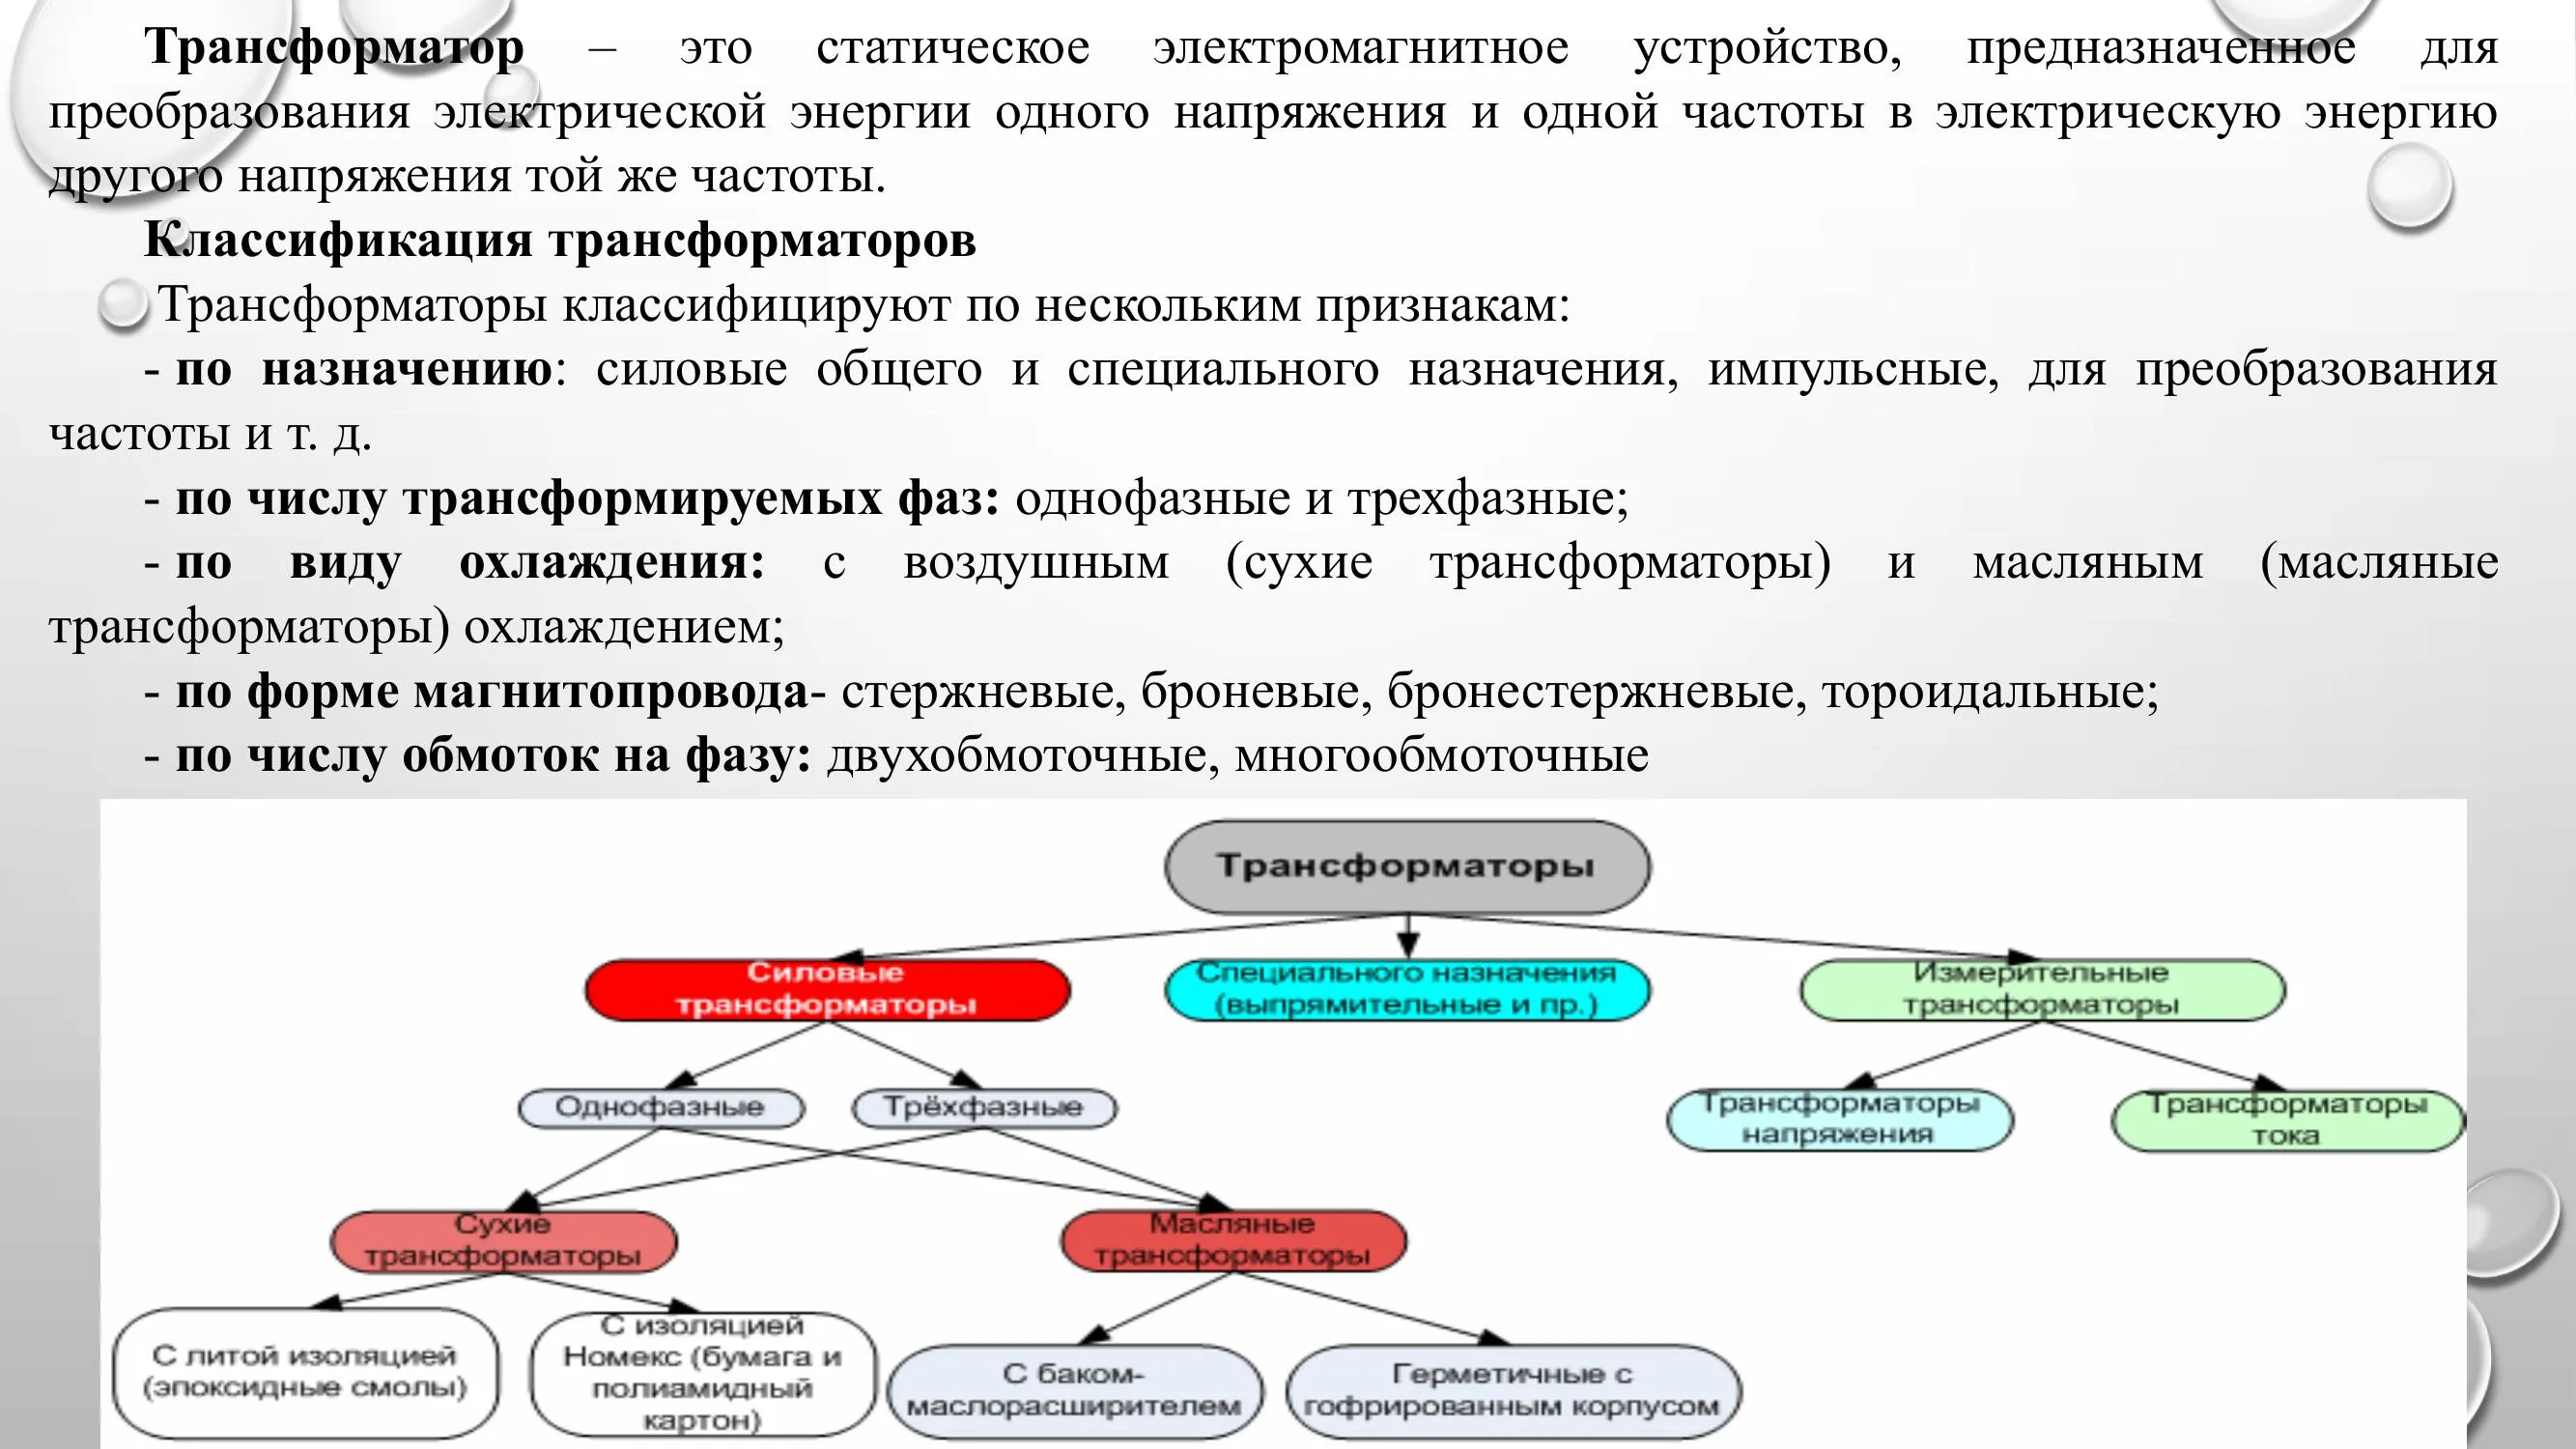 Трансформатор – это статическое электромагнитное устройство, предназначенное для
преобразования электрической энергии одного напряжения и одной частоты в электрическую энергию
другого напряжения той же частоты.
Классификация трансформаторов
Трансформаторы классифицируют по нескольким признакам:
- по назначению: силовые общего и специального назначения, импульсные, для преобразования
частоты и т. д.
- по числу трансформируемых фаз: однофазные и трехфазные;
- по виду охлаждения: с воздушным (сухие трансформаторы) и масляным (масляные
трансформаторы) охлаждением;
- по форме магнитопровода- стержневые, броневые, бронестержневые, тороидальные;
- по числу обмоток на фазу: двухобмоточные, многообмоточные
Трансформаторы
Силовые
трансформаторы
Специального назначения
(выпрямительные и пр.)
Измерительные
трансформаторы
Однофазные
Трёхфазные
Трансформаторы
напряжения
Трансформаторы
тока
Сухие
трансформаторы
Масляные
трансформаторы
С литой изоляцией
(эпоксидные смолы)
С изоляцией
Номекс (бумага и
полиамидный
картон)
С баком-
маслорасширителем
Герметичные с
гофрированным корпусом